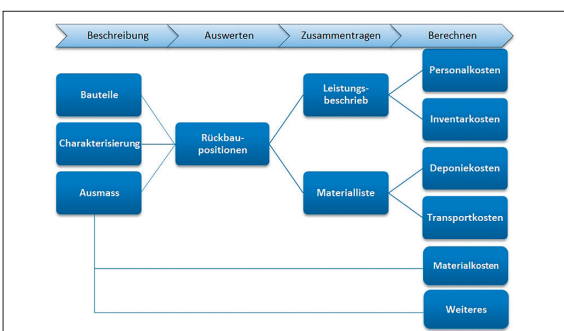 Beschreibung
Auswerten
Zusammentragen
Berechnen
Bauteile
Charakterisierung
Ausmass
Rückbau-
positionen
Leistungs-
beschrieb
Materialliste
Personalkosten
Inventarkosten
Deponiekosten
Transportkosten
Materialkosten
Weiteres